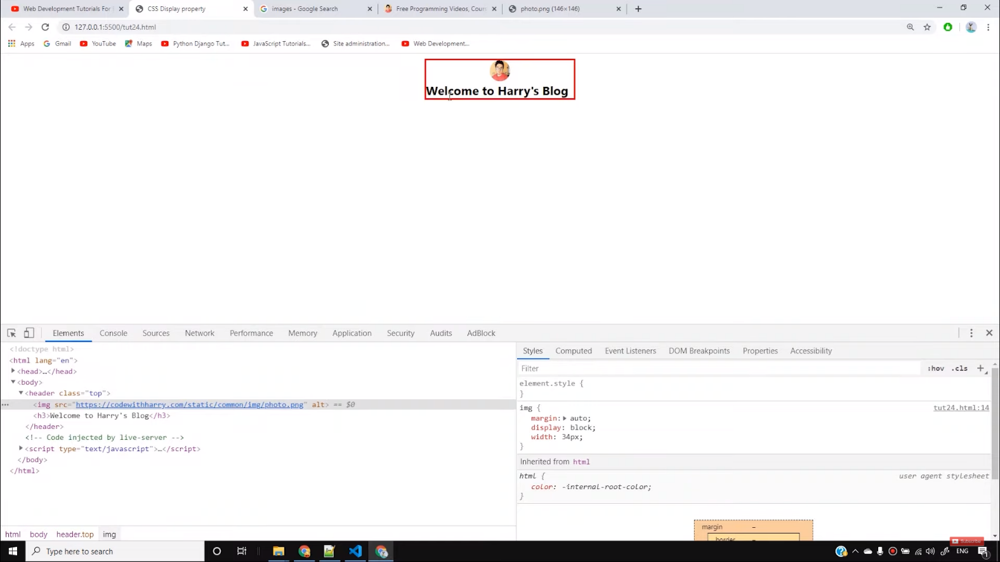 Web Development Tutorials For
CSS Display property
images - Google Search
Free Programming Videos, Cour
photo.png (146×146)
127.0.0.1:5500/tut24.html
Apps
Gmail
YouTube
Maps
Python Django Tut...
JavaScript Tutorials...
Site administration...
Web Development...
Welcome to Harry's Blog
Elements
Console
Sources
Network
Performance
Memory
Application
Security
Audits
AdBlock
<!doctype html>
<html lang="en">
<head>…</head>
<body>
<header class="top">
<img src="https://codewithharry.com/static/common/img/photo.png" alt> == $0
<h3>Welcome to Harry's Blog</h3>
</header>
<!-- Code injected by live-server -->
<script type="text/javascript">…</script>
</body>
</html>
html body header.top img
Styles
Computed
Event Listeners
DOM Breakpoints
Properties
Accessibility
Filter
:hov .cls
element.style {
}
img {
tut24.html:14
margin: auto;
display: block;
width: 34px;
}
Inherited from html
html {
user agent stylesheet
color: -internal-root-color;
}
margin
–
border
–
Subscribe
Type here to search
ENG
1